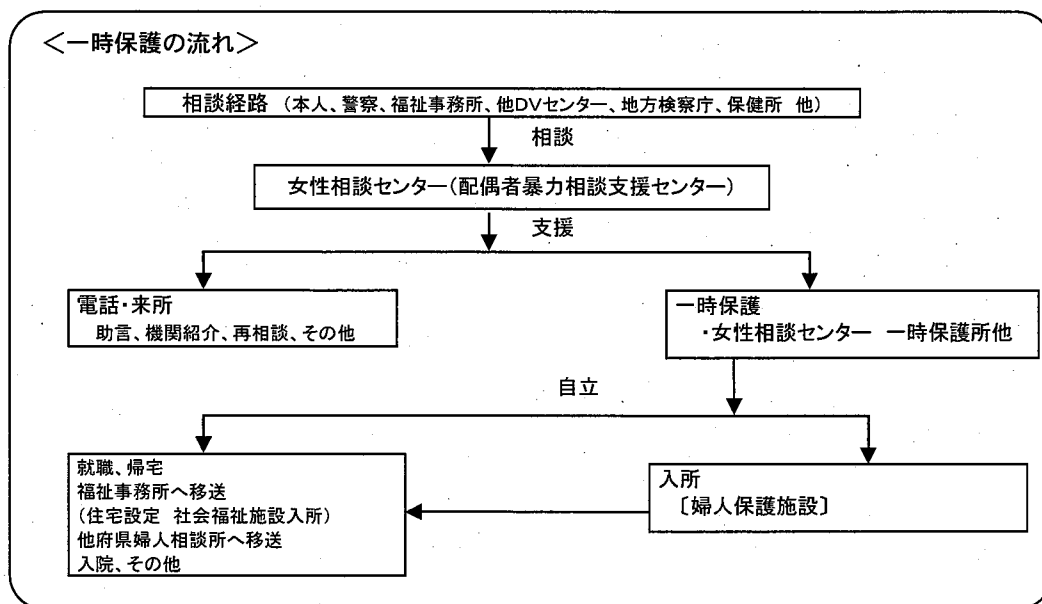 ＜一時保護の流れ＞
相談経路 （本人、警察、福祉事務所、他DVセンター、地方検察庁、保健所 他）
相談
女性相談センター（配偶者暴力相談支援センター）
支援
電話・来所
助言、機関紹介、再相談、その他
一時保護
・女性相談センター 一時保護所他
自立
就職、帰宅
福祉事務所へ移送
（住宅設定 社会福祉施設入所）
他府県婦人相談所へ移送
入院、その他
入所
〔婦人保護施設〕